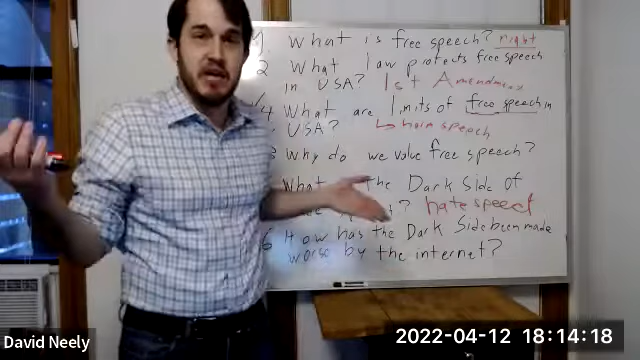 1 What is free speech? right
2 What law protects free speech
in USA? 1st Amendment
4 What are limits of free speech in
USA? ↳ harm speech
3 Why do we value free speech?
What the Dark Side of
? hate speech
6 How has the Dark Side been made
worse by the internet?
David Neely
2022-04-12 18:14:18